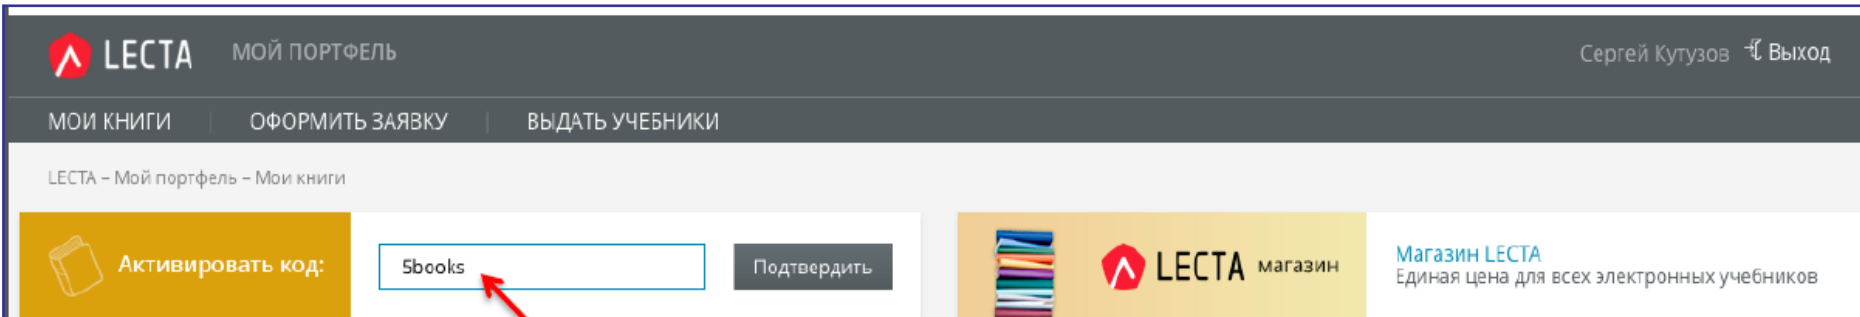 LECTA МОЙ ПОРТФЕЛЬ
Сергей Кутузов Выход
МОИ КНИГИ ОФОРМИТЬ ЗАЯВКУ ВЫДАТЬ УЧЕБНИКИ
LECTA – Мой портфель – Мои книги
Активировать код:
5books
Подтвердить
LECTA магазин
Магазин LECTA
Единая цена для всех электронных учебников